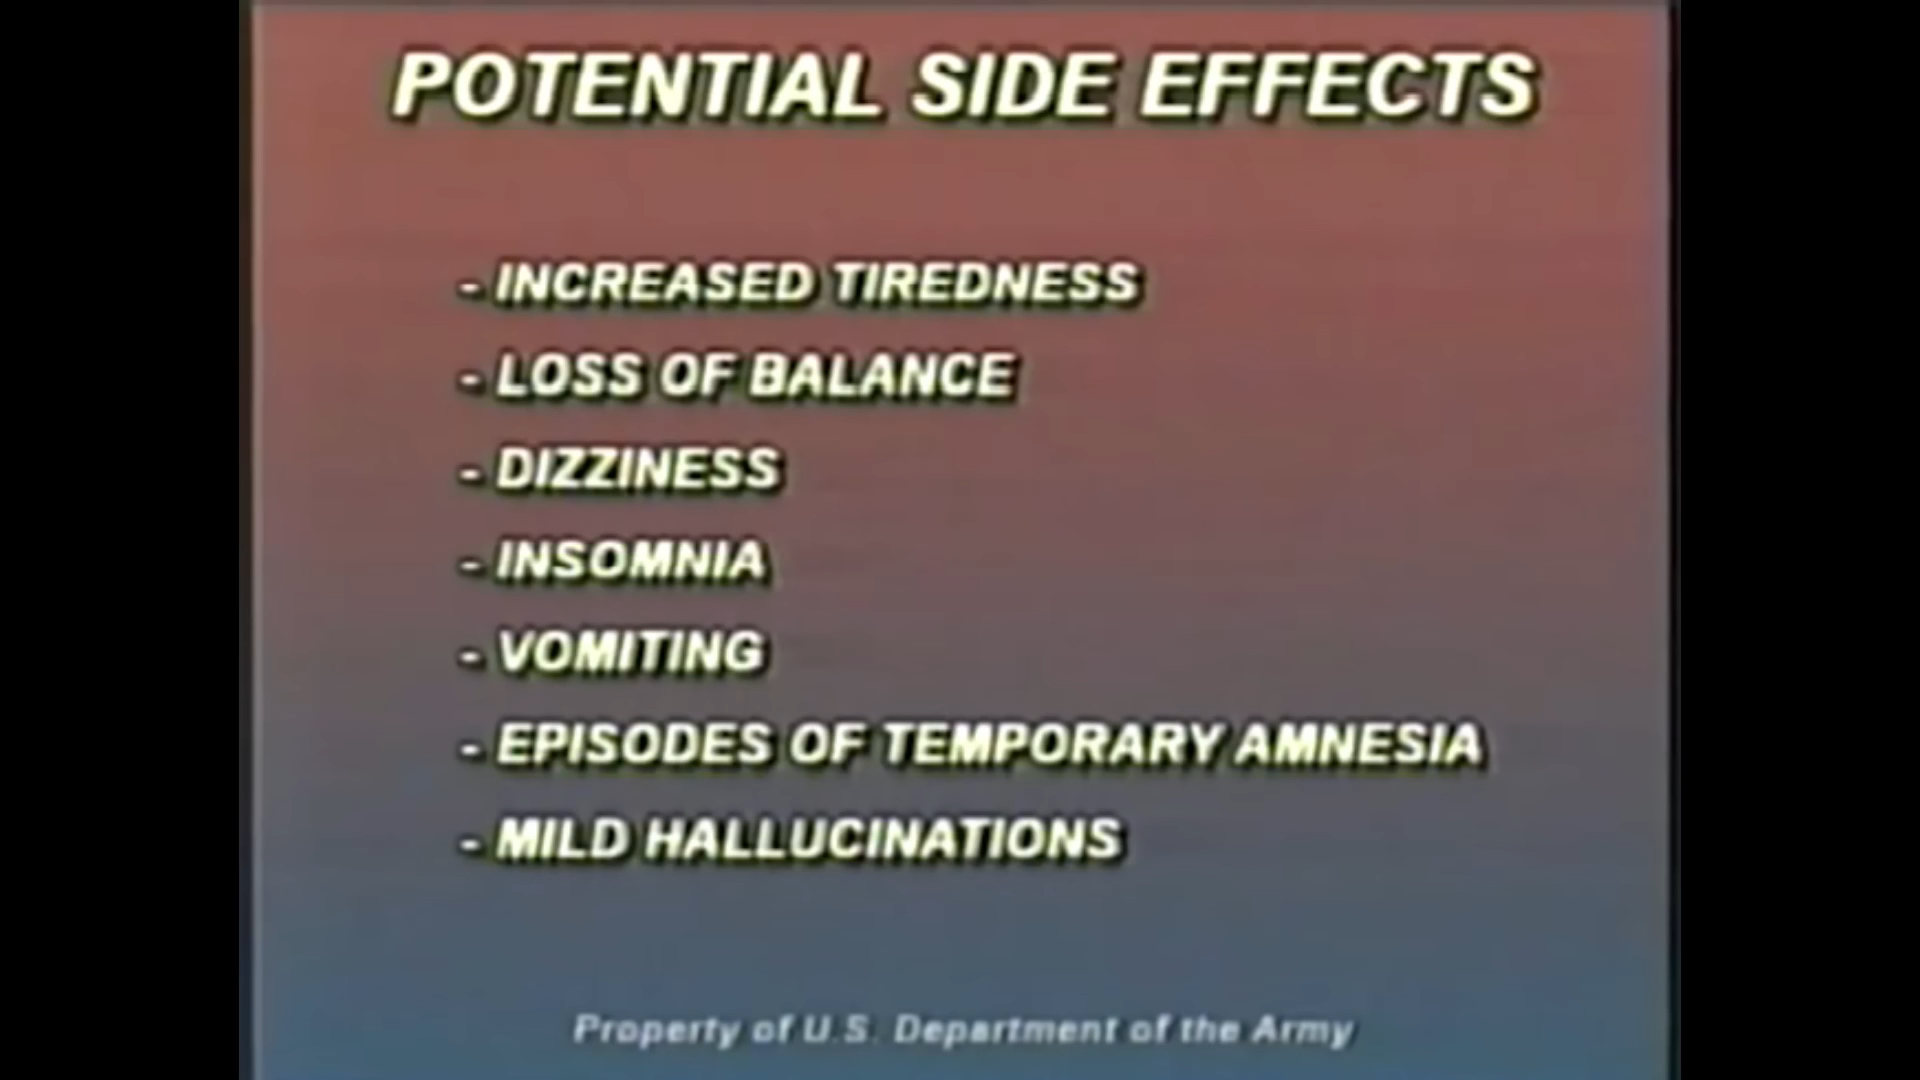 POTENTIAL SIDE EFFECTS
- INCREASED TIREDNESS
- LOSS OF BALANCE
- DIZZINESS
- INSOMNIA
- VOMITING
- EPISODES OF TEMPORARY AMNESIA
- MILD HALLUCINATIONS
Property of U.S. Department of the Army